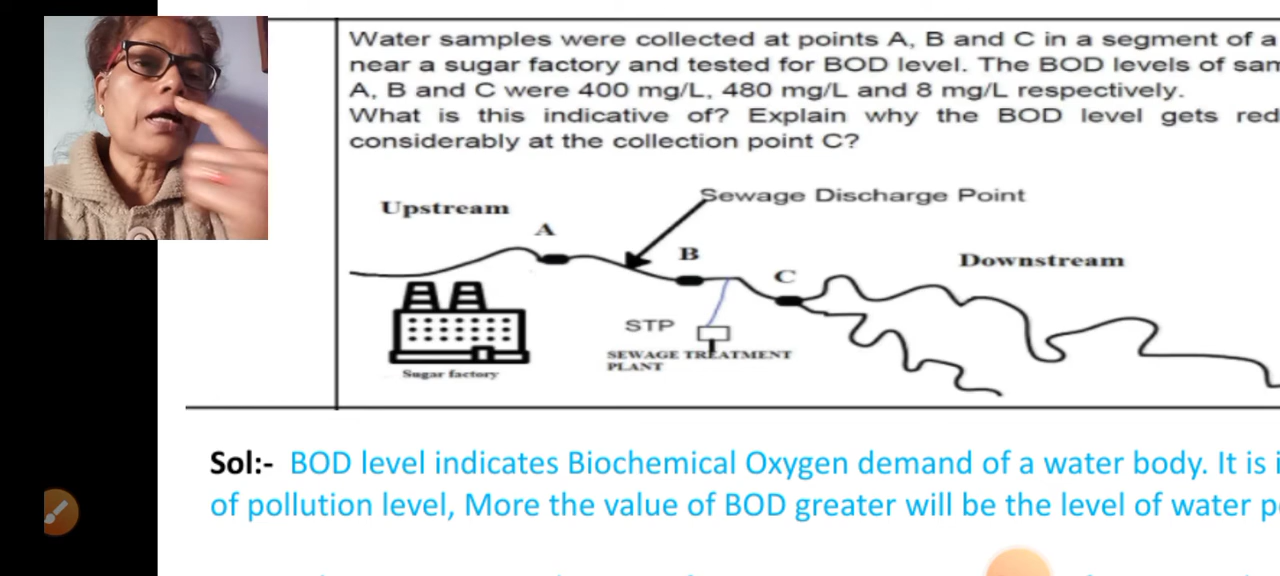 Water samples were collected at points A, B and C in a segment of a
near a sugar factory and tested for BOD level. The BOD levels of sam
A, B and C were 400 mg/L, 480 mg/L and 8 mg/L respectively.
What is this indicative of? Explain why the BOD level gets red
considerably at the collection point C?
Sewage Discharge Point
Upstream
A
B
Downstream
C
STP
SEWAGE TREATMENT
PLANT
Sugar factory
Sol:- BOD level indicates Biochemical Oxygen demand of a water body. It is i
of pollution level, More the value of BOD greater will be the level of water p